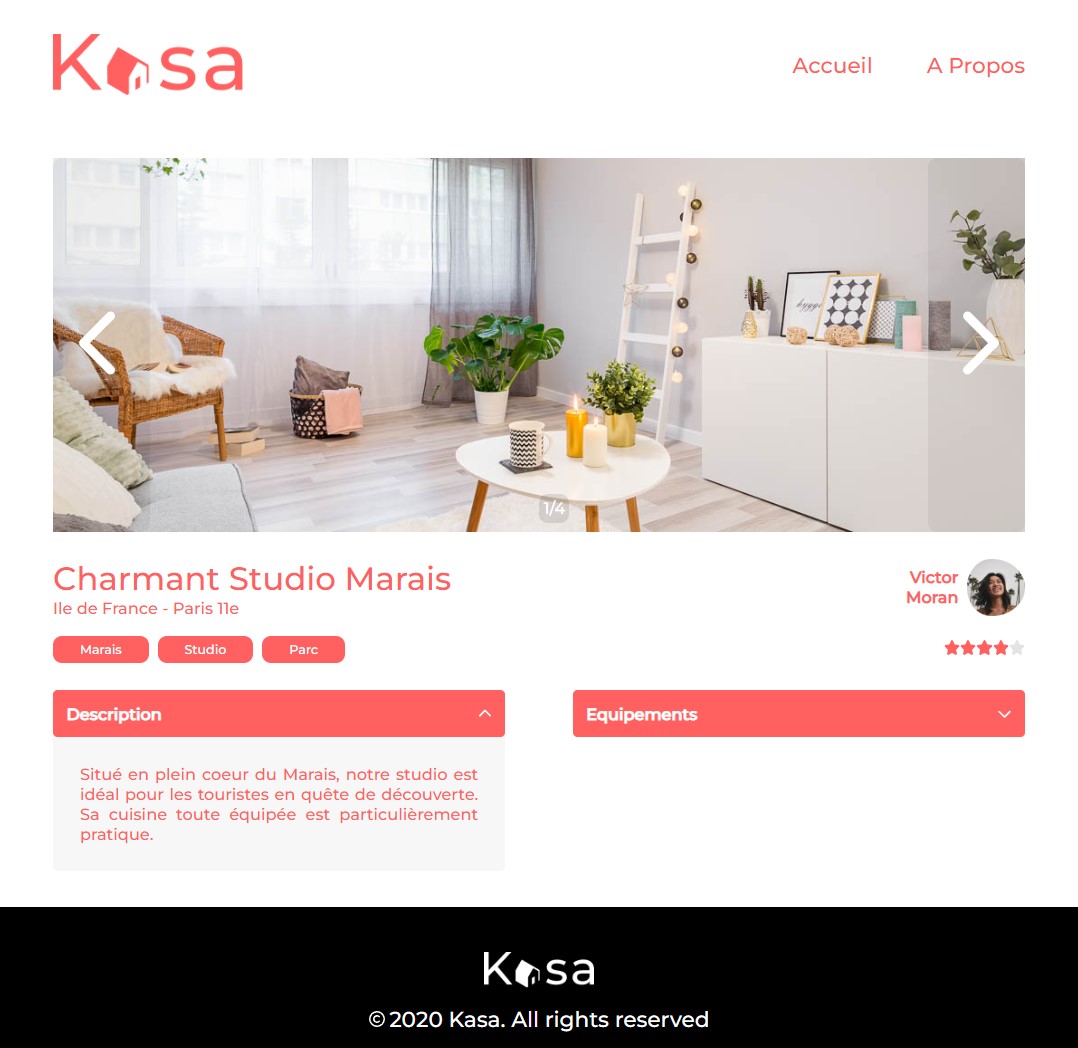 Kasa
Accueil
A Propos
hygge
1/4
Charmant Studio Marais
Ile de France - Paris 11e
Victor
Moran
Marais
Studio
Parc
Description
Situé en plein coeur du Marais, notre studio est
idéal pour les touristes en quête de découverte.
Sa cuisine toute équipée est particulièrement
pratique.
Equipements
Kasa
© 2020 Kasa. All rights reserved